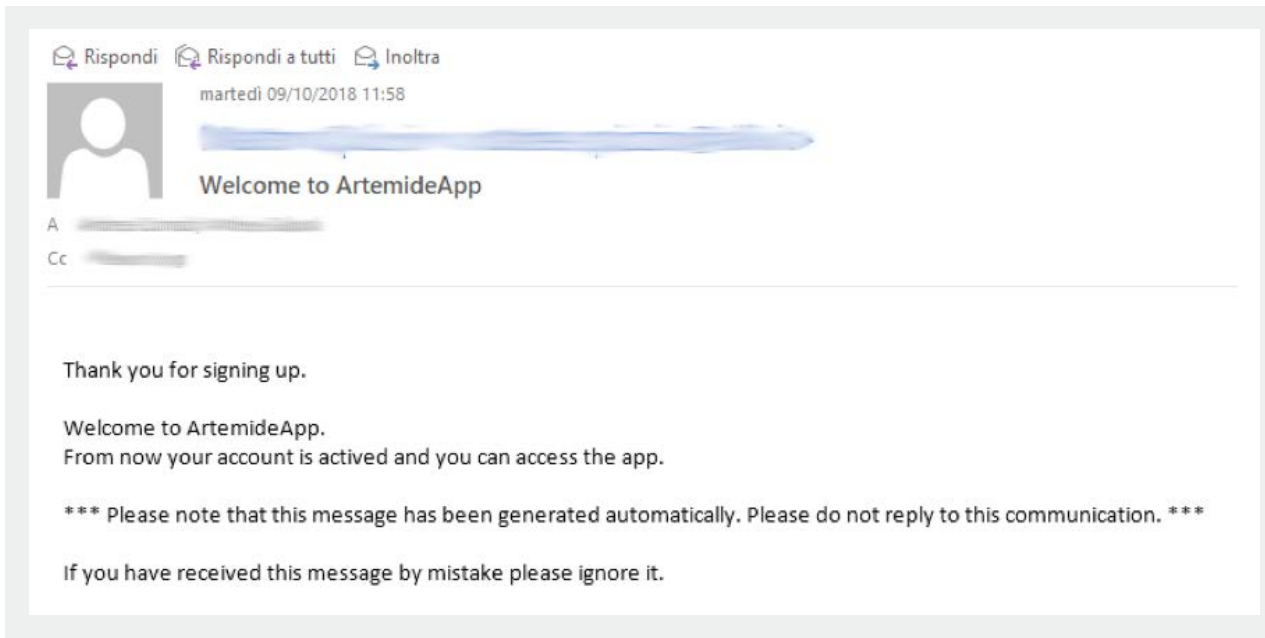 Rispondi Rispondi a tutti Inoltra
martedì 09/10/2018 11:58
Welcome to ArtemideApp
A
Cc
Thank you for signing up.
Welcome to ArtemideApp.
From now your account is actived and you can access the app.
*** Please note that this message has been generated automatically. Please do not reply to this communication. ***
If you have received this message by mistake please ignore it.